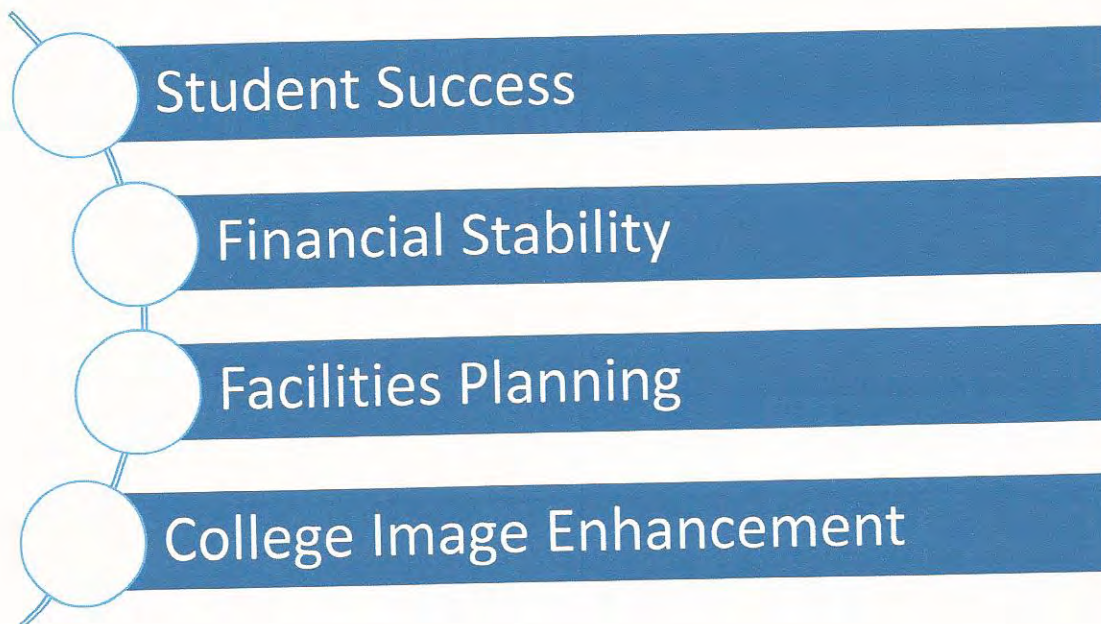 Student Success
Financial Stability
Facilities Planning
College Image Enhancement